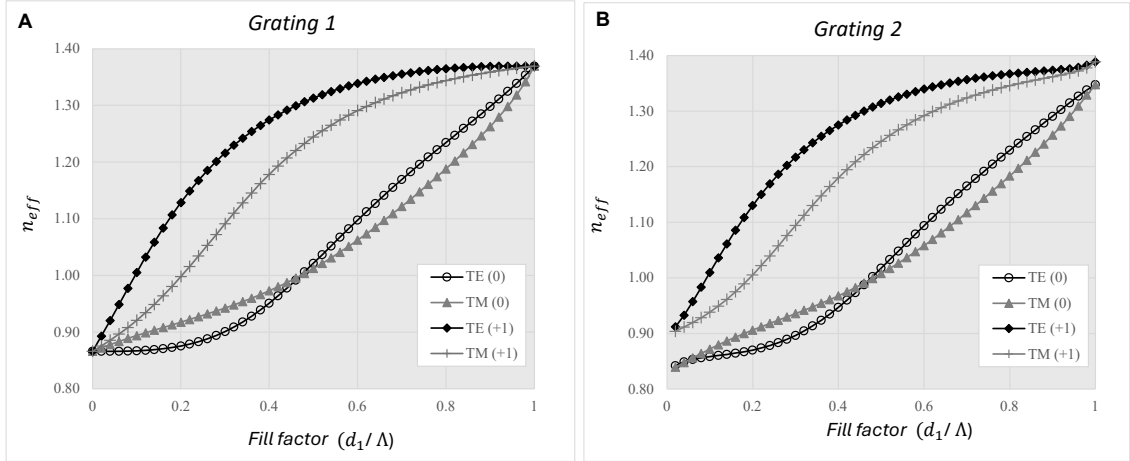 A
Grating 1
1.40
1.30
1.20
1.10
1.00
0.90
0.80
n_eff
TE (0)
TM (0)
TE (+1)
TM (+1)
0 0.2 0.4 0.6 0.8 1
Fill factor (d₁/ Λ)
B
Grating 2
1.40
1.30
1.20
1.10
1.00
0.90
0.80
n_eff
TE (0)
TM (0)
TE (+1)
TM (+1)
0 0.2 0.4 0.6 0.8 1
Fill factor (d₁/ Λ)